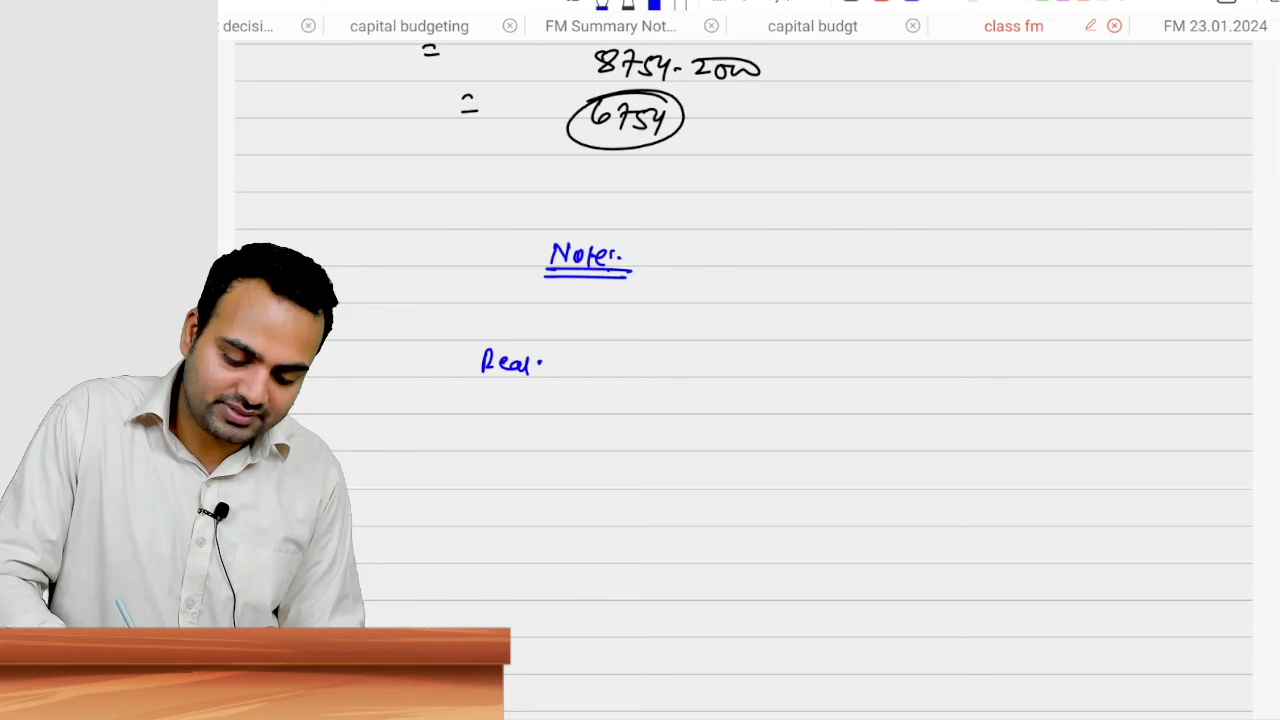 decisi... capital budgeting FM Summary Not... capital budgt class fm FM 23.01.2024
= 8754-2000
= 6754
Notes.
Real.